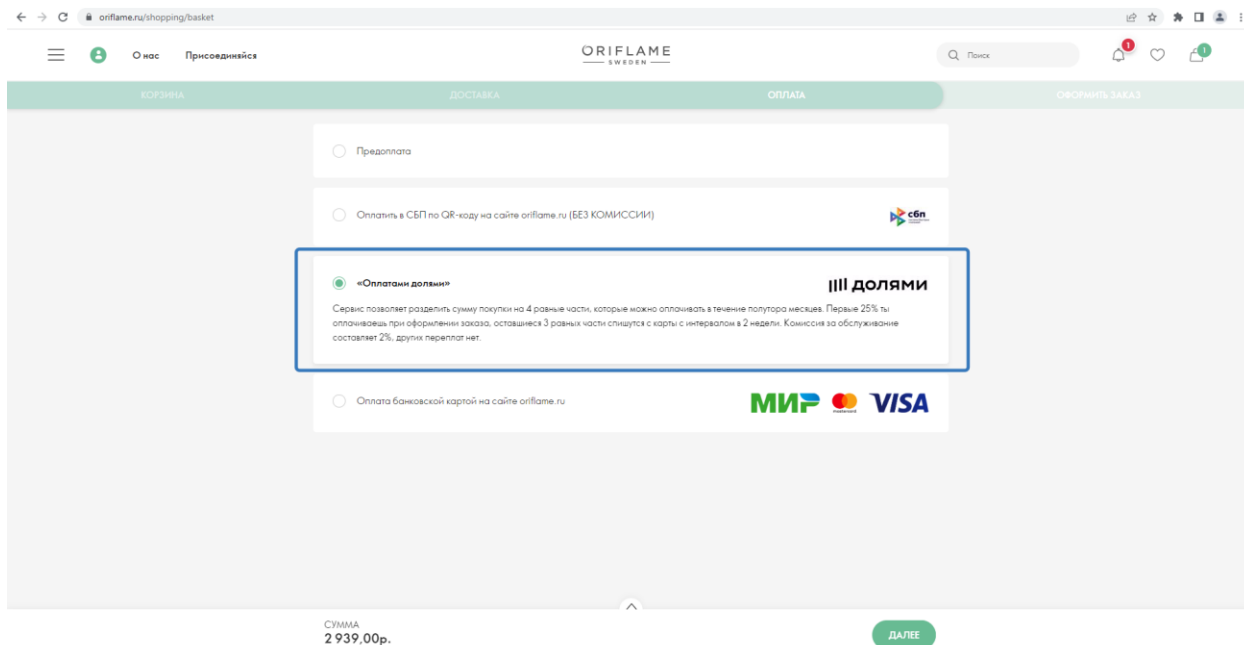 oriflame.ru/shopping/basket
О нас Присоединяйся
ORIFLAME
SWEDEN
Поиск
1
1
КОРЗИНА ДОСТАВКА ОПЛАТА ОФОРМИТЬ ЗАКАЗ
Предоплата
Оплатить в СБП по QR-коду на сайте oriflame.ru (БЕЗ КОМИССИИ)
сбп
«Оплатами долями»
долями
Сервис позволяет разделить сумму покупки на 4 равные части, которые можно оплачивать в течение полутора месяцев. Первые 25% ты
оплачиваешь при оформлении заказа, оставшиеся 3 равных части спишутся с карты с интервалом в 2 недели. Комиссия за обслуживание
составляет 2%, других переплат нет.
Оплата банковской картой на сайте oriflame.ru
МИР mastercard VISA
СУММА
2 939,00р.
ДАЛЕЕ